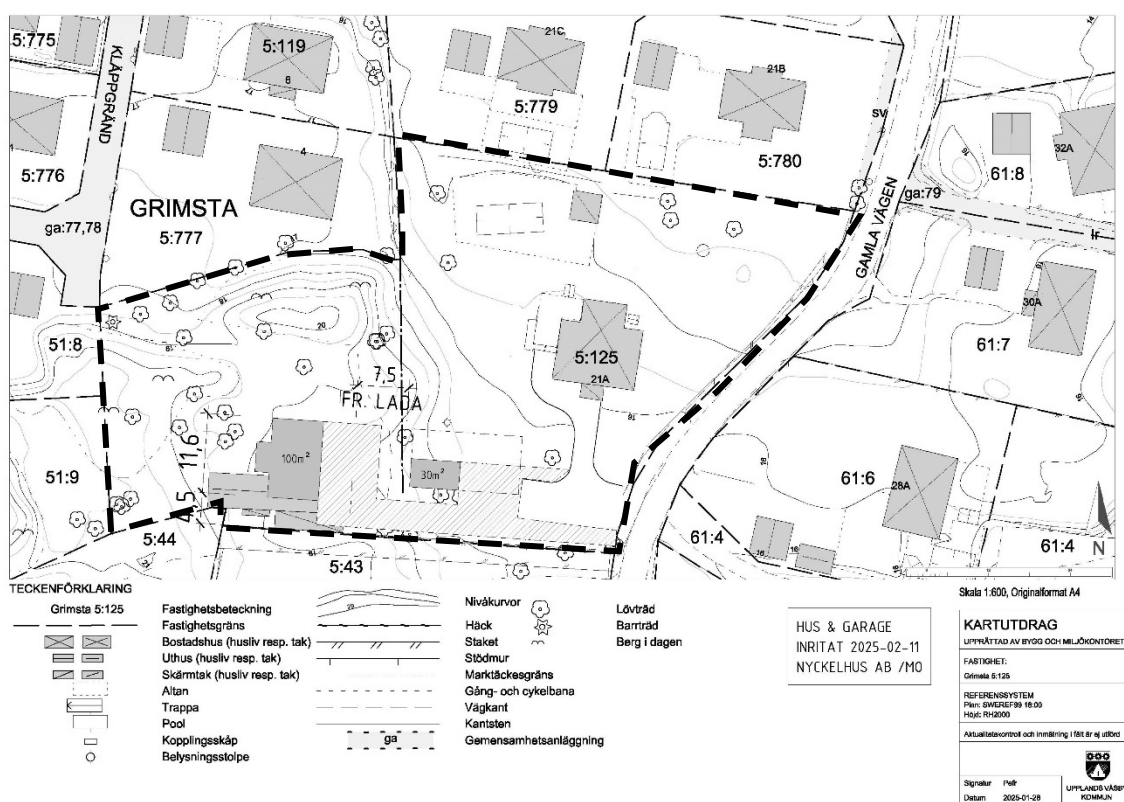 5:775
KLÄPPGRÄND
5:119
6
21C
5:779
21B
5:780
SV
GAMLA VÄGEN
ga:79
61:8
32A
lf
5:776
4
GRIMSTA
5:777
ga:77,78
51:8
20
7,5
FR. LADA
5:125
21A
30A
61:7
11,6
4,5
100m²
30m²
51:9
5:44
5:43
28A
61:6
61:4
61:4
N
TECKENFÖRKLARING
Grimsta 5:125 Fastighetsbeteckning
Fastighetsgräns
Bostadshus (husliv resp. tak)
Uthus (husliv resp. tak)
Skärmtak (husliv resp. tak)
Altan
Trappa
Pool
Kopplingsskåp
Belysningsstolpe
Nivåkurvor
Häck
Staket
Stödmur
Marktäckesgräns
Gång- och cykelbana
Vägkant
Kantsten
ga Gemensamhetsanläggning
Lövträd
Barrträd
Berg i dagen
HUS & GARAGE
INRITAT 2025-02-11
NYCKELHUS AB /MO
Skala 1:600, Originalformat A4
KARTUTDRAG
UPPRÄTTAD AV BYGG OCH MILJÖKONTORET
FASTIGHET:
Grimsta 5:125
REFERENSSYSTEM
Plan: SWEREF99 18:00
Höjd: RH2000
Aktualitetskontroll och inmätning i fält är ej utförd
Signatur Petr
Datum 2025-01-28
UPPLANDS VÄSBY
KOMMUN